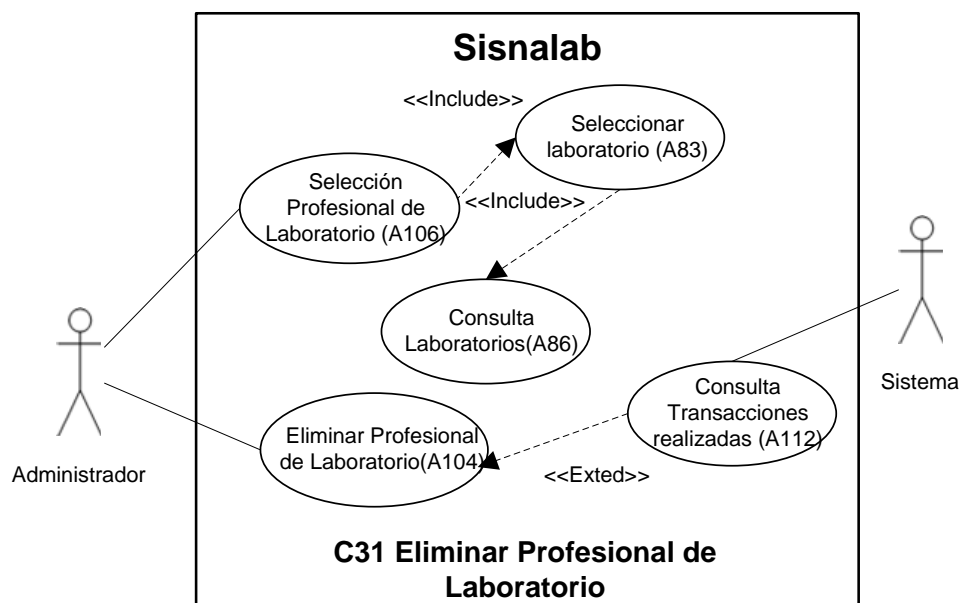 Sisnalab
<<Include>>
Seleccionar
laboratorio (A83)
Selección
Profesional de
Laboratorio (A106)
<<Include>>
Consulta
Laboratorios(A86)
Sistema
Consulta
Transacciones
realizadas (A112)
Eliminar Profesional
de Laboratorio(A104)
Administrador
<<Exted>>
C31 Eliminar Profesional de
Laboratorio